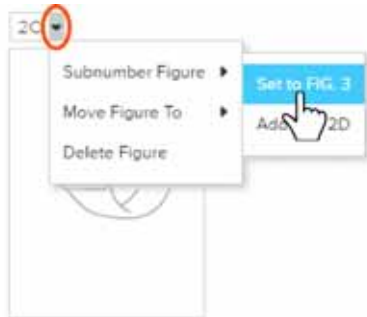 2C
Subnumber Figure
Set to FIG. 3
Move Figure To
2D
Delete Figure